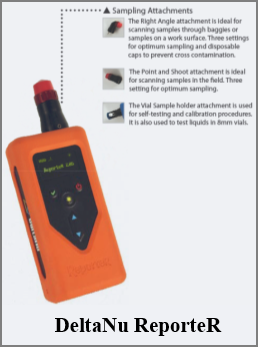 ▲ Sampling Attachments
The Right Angle attachment is ideal for
scanning samples through baggies or
samples on a work surface. Three settings
for optimum sampling and disposable
caps to prevent cross contamination.
The Point and Shoot attachment is ideal
for scanning samples in the field. Three
setting for optimum sampling.
The Vial Sample holder attachment is used
for self-testing and calibration procedures.
It is also used to test liquids in 8mm vials.
DeltaNu ReporteR